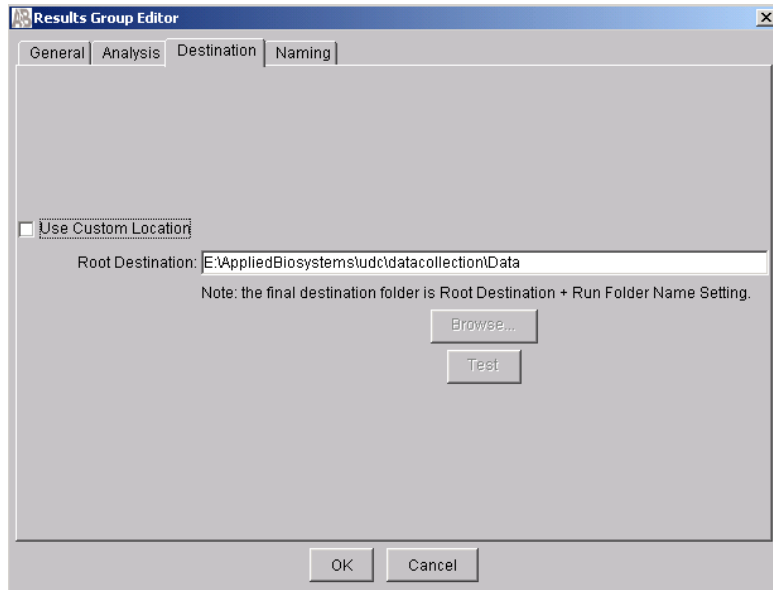 AB Results Group Editor
General Analysis Destination Naming
Use Custom Location
Root Destination: E:\AppliedBiosystems\udc\datacollection\Data
Note: the final destination folder is Root Destination + Run Folder Name Setting.
Browse...
Test
OK Cancel